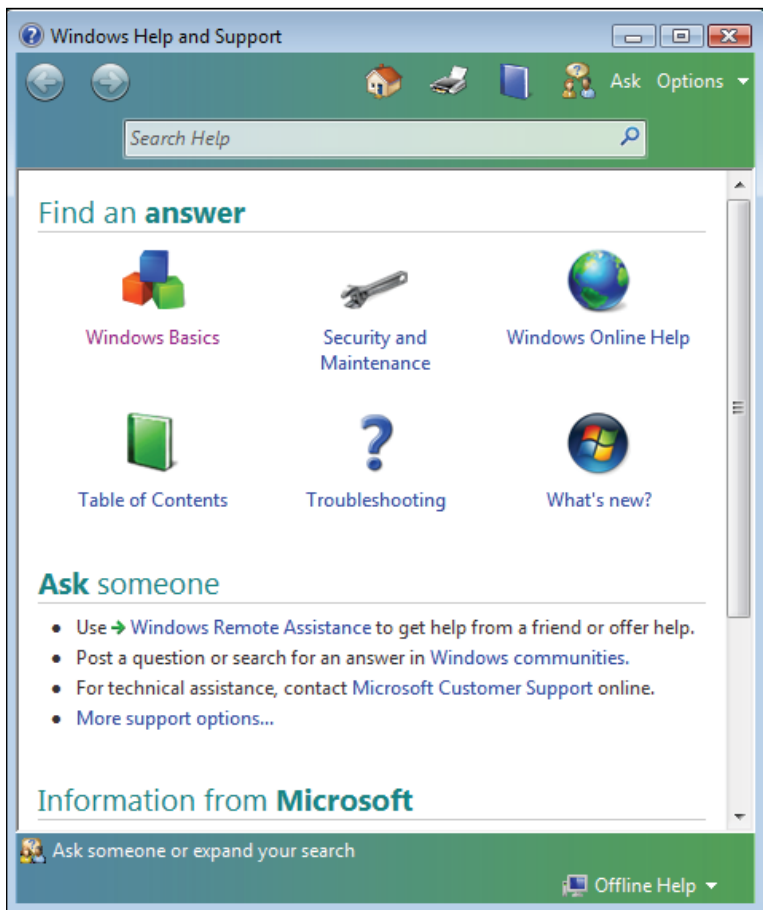 Windows Help and Support
Ask Options
Search Help
Find an answer
Windows Basics
Security and
Maintenance
Windows Online Help
Table of Contents
Troubleshooting
What's new?
Ask someone
• Use → Windows Remote Assistance to get help from a friend or offer help.
• Post a question or search for an answer in Windows communities.
• For technical assistance, contact Microsoft Customer Support online.
• More support options...
Information from Microsoft
Ask someone or expand your search
Offline Help